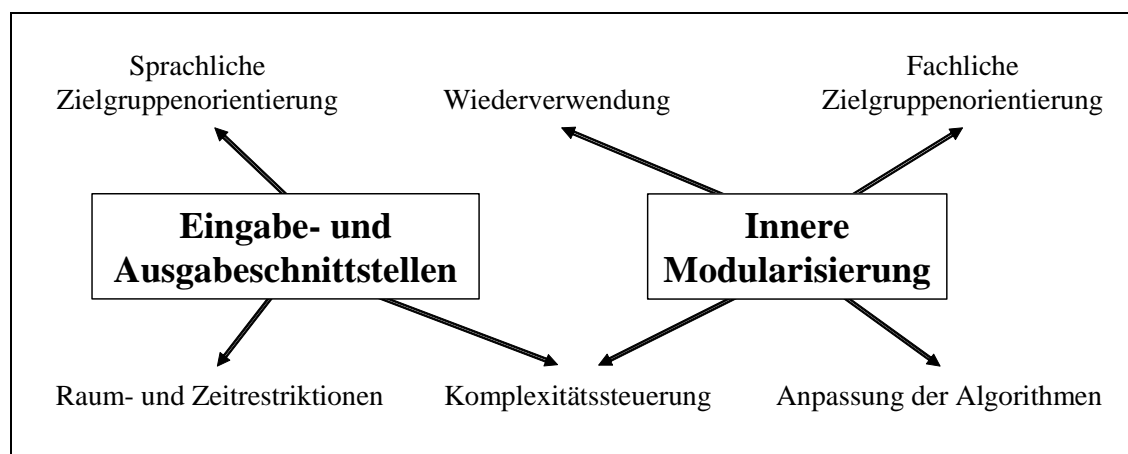 Sprachliche
Zielgruppenorientierung
Wiederverwendung
Fachliche
Zielgruppenorientierung
Eingabe- und
Ausgabeschnittstellen
Innere
Modularisierung
Raum- und Zeitrestriktionen
Komplexitätssteuerung
Anpassung der Algorithmen